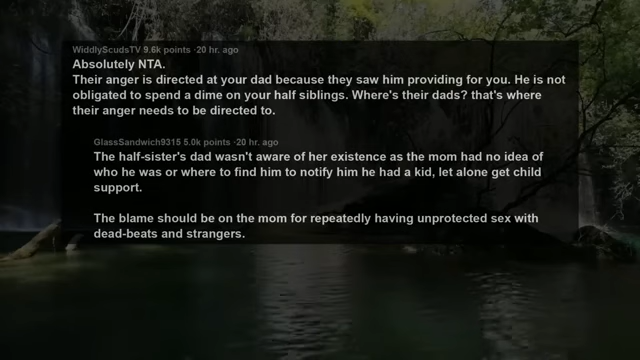 WiddlyScudsTV 9.6k points ·20 hr. ago
Absolutely NTA.
Their anger is directed at your dad because they saw him providing for you. He is not
obligated to spend a dime on your half siblings. Where's their dads? that's where
their anger needs to be directed to.
GlassSandwich9315 5.0k points ·20 hr. ago
The half-sister's dad wasn't aware of her existence as the mom had no idea of
who he was or where to find him to notify him he had a kid, let alone get child
support.
The blame should be on the mom for repeatedly having unprotected sex with
dead-beats and strangers.